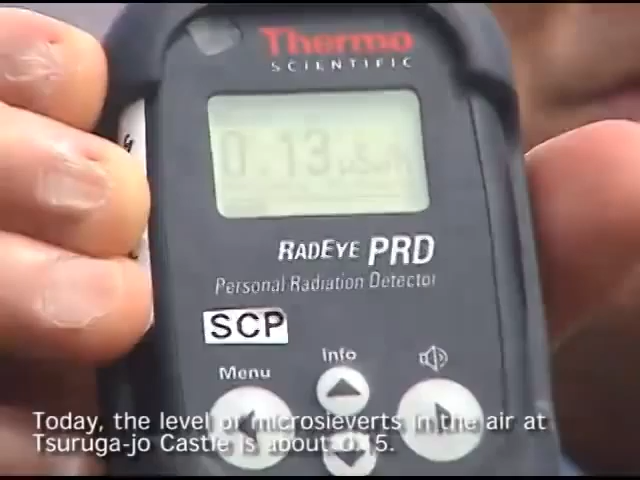 Thermo
SCIENTIFIC
0.13 µSv/h
RADEYE PRD
Personal Radiation Detector
SCP
Info
Menu
Today, the level of microsieverts in the air at
Tsuruga-jo Castle is about 0.15.